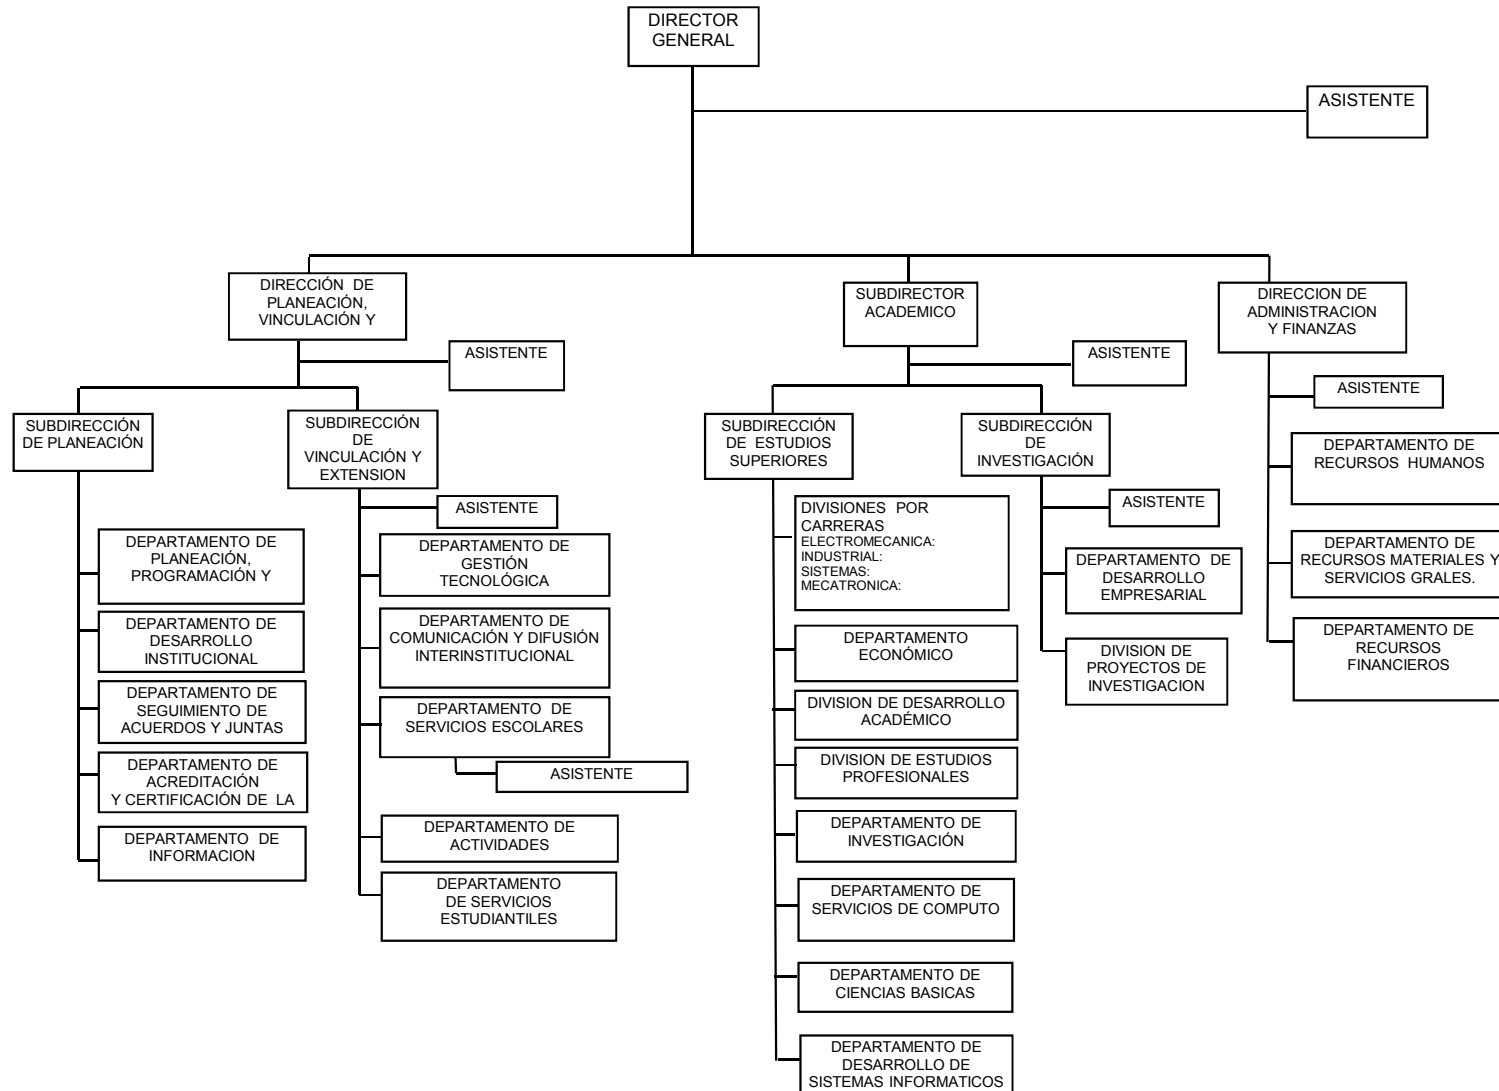 DIRECTOR
GENERAL
ASISTENTE
DIRECCIÓN DE
PLANEACIÓN,
VINCULACIÓN Y
SUBDIRECTOR
ACADEMICO
DIRECCION DE
ADMINISTRACION
Y FINANZAS
ASISTENTE
ASISTENTE
ASISTENTE
SUBDIRECCIÓN
DE PLANEACIÓN
SUBDIRECCIÓN
DE
VINCULACIÓN Y
EXTENSION
SUBDIRECCIÓN
DE ESTUDIOS
SUPERIORES
SUBDIRECCIÓN
DE
INVESTIGACIÓN
DEPARTAMENTO DE
PLANEACIÓN,
PROGRAMACIÓN Y
DEPARTAMENTO DE
DESARROLLO
INSTITUCIONAL
DEPARTAMENTO DE
SEGUIMIENTO DE
ACUERDOS Y JUNTAS
DEPARTAMENTO DE
ACREDITACIÓN
Y CERTIFICACIÓN DE LA
DEPARTAMENTO DE
INFORMACION
ASISTENTE
DEPARTAMENTO DE
GESTIÓN
TECNOLÓGICA
DEPARTAMENTO DE
COMUNICACIÓN Y DIFUSIÓN
INTERINSTITUCIONAL
DEPARTAMENTO DE
SERVICIOS ESCOLARES
ASISTENTE
DEPARTAMENTO DE
ACTIVIDADES
DEPARTAMENTO
DE SERVICIOS
ESTUDIANTILES
DIVISIONES POR
CARRERAS
ELECTROMECANICA:
INDUSTRIAL:
SISTEMAS:
MECATRONICA:
DEPARTAMENTO
ECONÓMICO
DIVISION DE DESARROLLO
ACADÉMICO
DIVISION DE ESTUDIOS
PROFESIONALES
DEPARTAMENTO DE
INVESTIGACIÓN
DEPARTAMENTO DE
SERVICIOS DE COMPUTO
DEPARTAMENTO DE
CIENCIAS BASICAS
DEPARTAMENTO DE
DESARROLLO DE
SISTEMAS INFORMATICOS
ASISTENTE
DEPARTAMENTO DE
DESARROLLO
EMPRESARIAL
DIVISION DE
PROYECTOS DE
INVESTIGACION
DEPARTAMENTO DE
RECURSOS HUMANOS
DEPARTAMENTO DE
RECURSOS MATERIALES Y
SERVICIOS GRALES.
DEPARTAMENTO DE
RECURSOS
FINANCIEROS